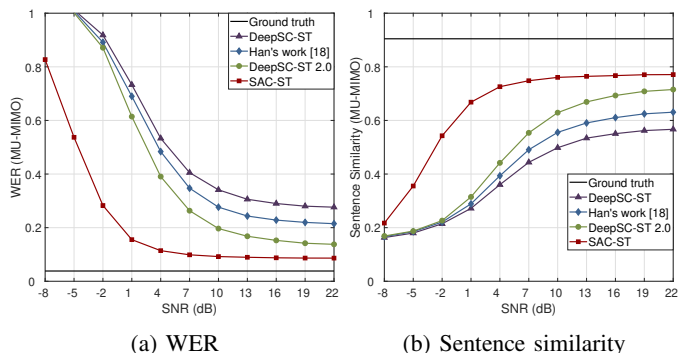 1
0.8
0.6
0.4
0.2
0
WER (MU-MIMO)
-8 -5 -2 1 4 7 10 13 16 19 22
SNR (dB)
Ground truth
DeepSC-ST
Han's work [18]
DeepSC-ST 2.0
SAC-ST
(a) WER
1
0.8
0.6
0.4
0.2
0
Sentence Similarity (MU-MIMO)
-8 -5 -2 1 4 7 10 13 16 19 22
SNR (dB)
Ground truth
DeepSC-ST
Han's work [18]
DeepSC-ST 2.0
SAC-ST
(b) Sentence similarity